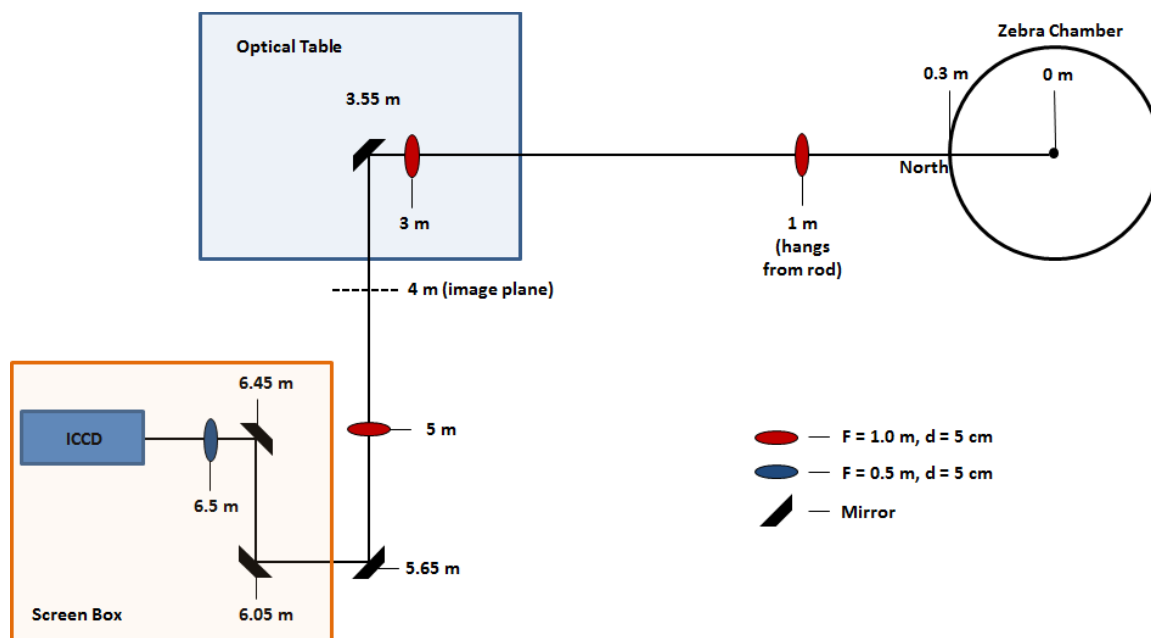 Zebra Chamber
Optical Table
0.3 m
0 m
3.55 m
North
3 m
1 m
(hangs
from rod)
4 m (image plane)
6.45 m
ICCD
5 m
F = 1.0 m, d = 5 cm
6.5 m
F = 0.5 m, d = 5 cm
Mirror
5.65 m
Screen Box
6.05 m